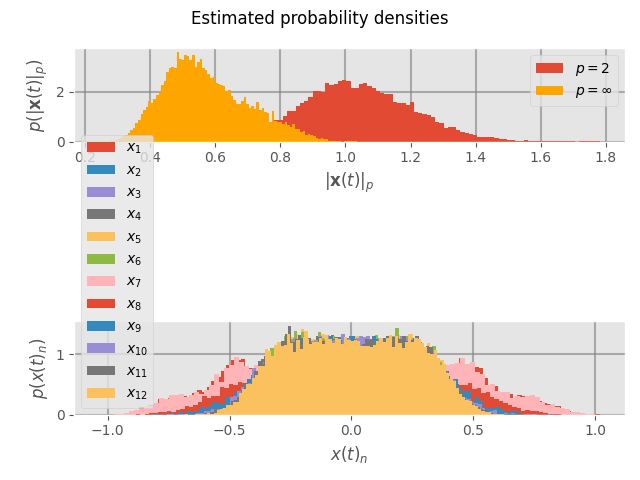 Estimated probability densities
p(|x(t)|ₚ)
2
0
p = 2
p = ∞
0.2 0.4 0.6 0.8 1.0 1.2 1.4 1.6 1.8
|x(t)|ₚ
x₁
x₂
x₃
x₄
x₅
x₆
x₇
x₈
x₉
x₁₀
x₁₁
x₁₂
p(x(t)ₙ)
1
0
−1.0 −0.5 0.0 0.5 1.0
x(t)ₙ